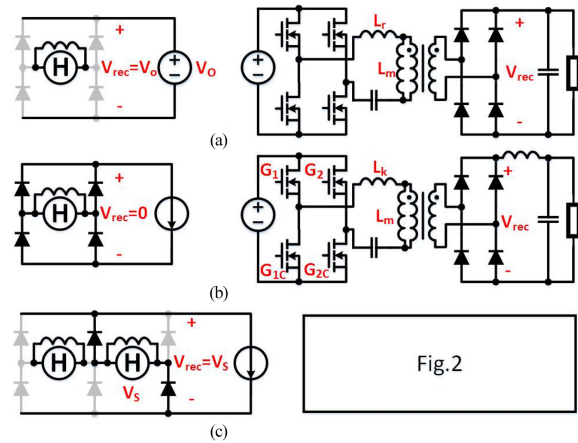 +
H
V_rec=V_o
+
−
V_O
-
(a)
+
−
L_r
L_m
+
V_rec
-
+
H
V_rec=0
-
(b)
+
−
G_1
G_2
L_k
L_m
G_1C
G_2C
+
V_rec
-
+
H
H
V_rec=V_S
V_S
-
(c)
Fig.2